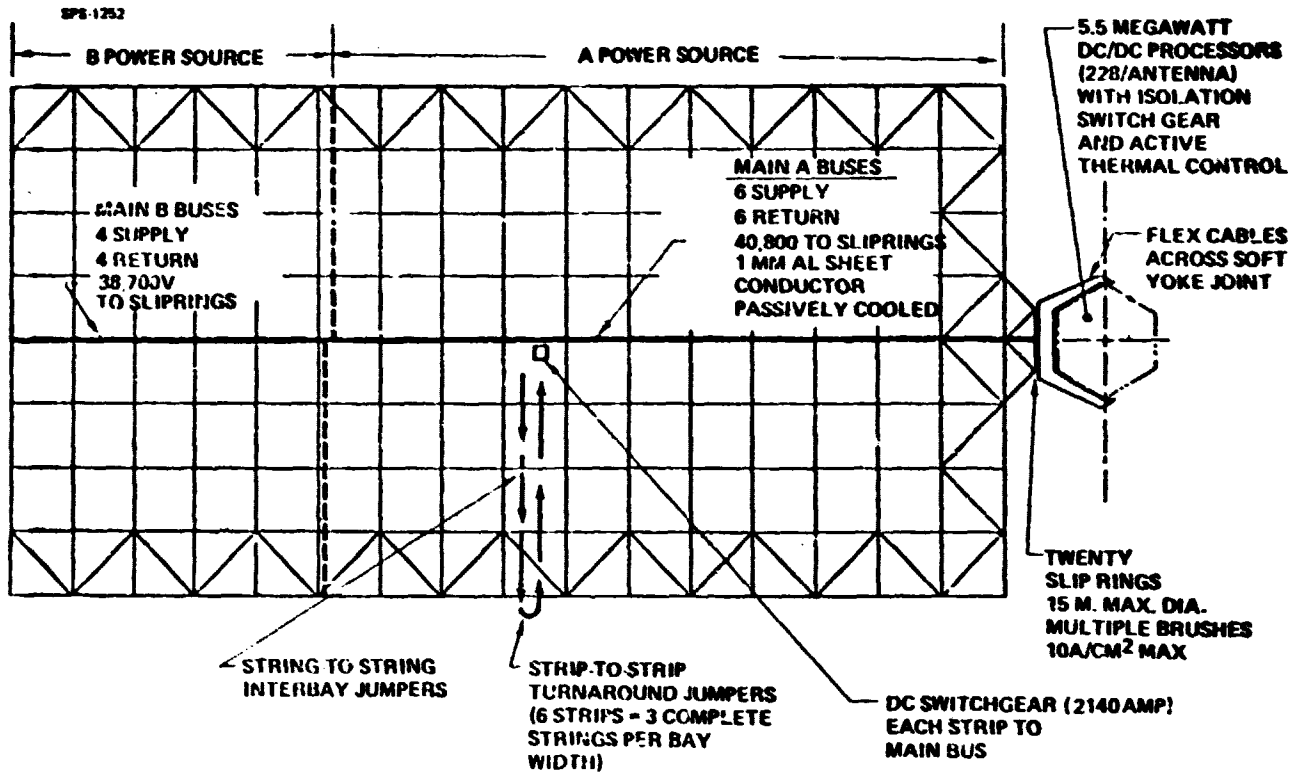 SPS-1252
B POWER SOURCE
A POWER SOURCE
5.5 MEGAWATT
DC/DC PROCESSORS
(228/ANTENNA)
WITH ISOLATION
SWITCH GEAR
AND ACTIVE
THERMAL CONTROL
MAIN B BUSES
4 SUPPLY
4 RETURN
38,700V
TO SLIPRINGS
MAIN A BUSES
6 SUPPLY
6 RETURN
40,800 TO SLIPRINGS
1 MM AL SHEET
CONDUCTOR
PASSIVELY COOLED
FLEX CABLES
ACROSS SOFT
YOKE JOINT
TWENTY
SLIP RINGS
15 M. MAX. DIA.
MULTIPLE BRUSHES
10A/CM² MAX
STRING TO STRING
INTERBAY JUMPERS
STRIP-TO-STRIP
TURNAROUND JUMPERS
(6 STRIPS = 3 COMPLETE
STRINGS PER BAY
WIDTH)
DC SWITCHGEAR (2140 AMP)
EACH STRIP TO
MAIN BUS